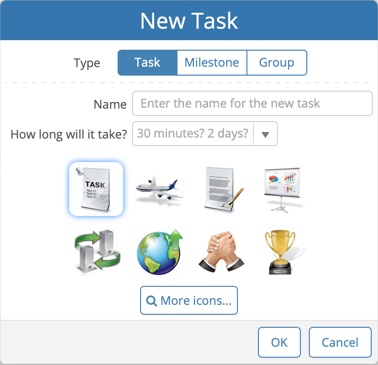 New Task
Type Task Milestone Group
Name Enter the name for the new task
How long will it take? 30 minutes? 2 days?
TASK
More icons...
OK Cancel